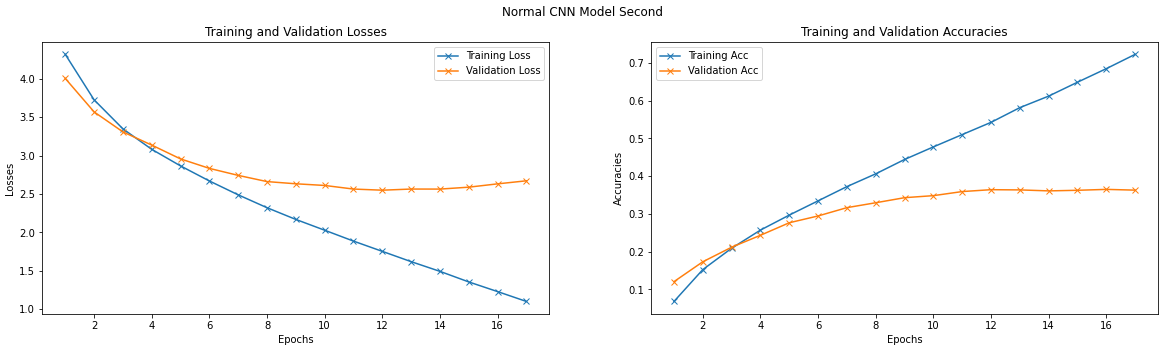 Normal CNN Model Second
Training and Validation Losses
Training Loss
Validation Loss
4.0
3.5
3.0
2.5
2.0
1.5
1.0
Losses
2 4 6 8 10 12 14 16
Epochs
Training and Validation Accuracies
Training Acc
Validation Acc
0.7
0.6
0.5
0.4
0.3
0.2
0.1
Accuracies
2 4 6 8 10 12 14 16
Epochs